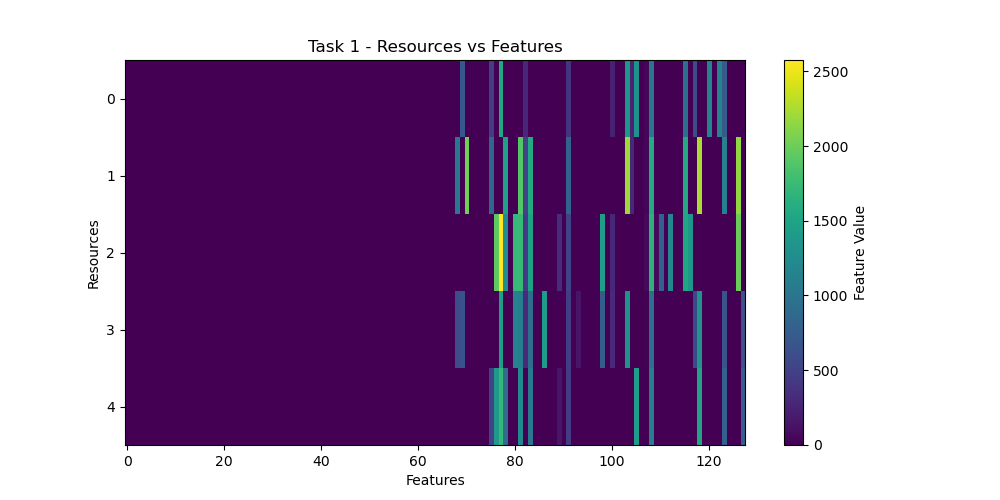 Task 1 - Resources vs Features
0
1
2
3
4
Resources
0 20 40 60 80 100 120
Features
2500
2000
1500
1000
500
0
Feature Value